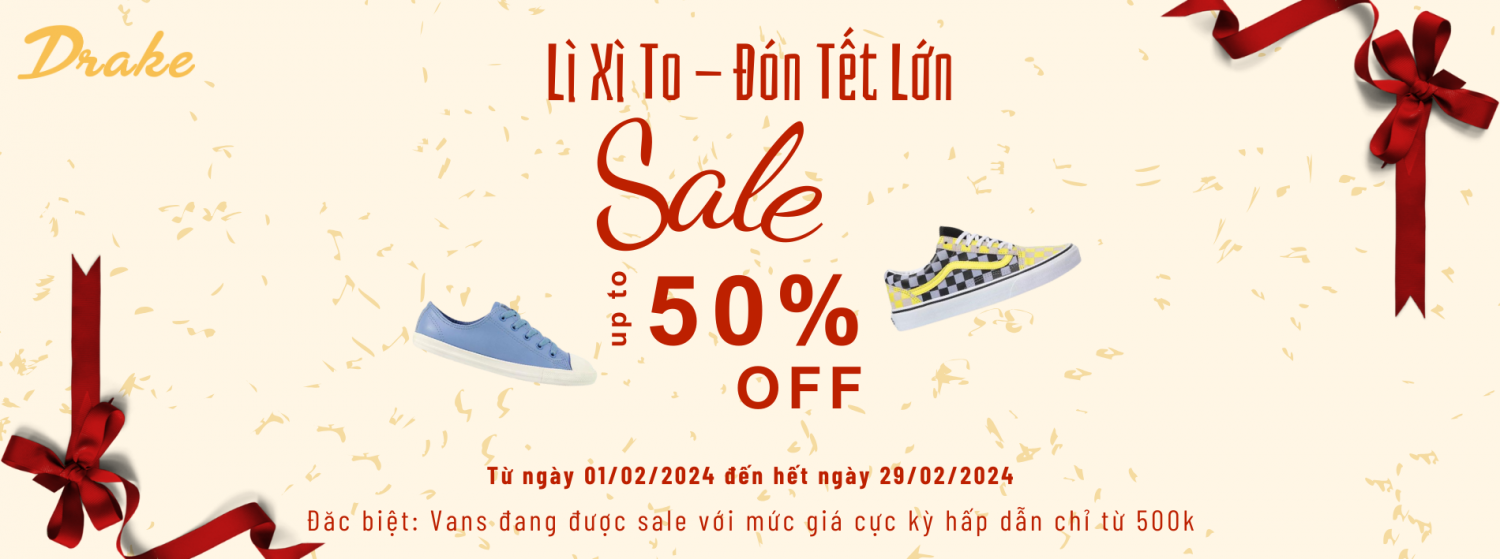 Drake
Lì Xì To – Đón Tết Lớn
Sale
up to
50%
OFF
Từ ngày 01/02/2024 đến hết ngày 29/02/2024
Đăc biệt: Vans đang được sale với mức giá cực kỳ hấp dẫn chỉ từ 500k